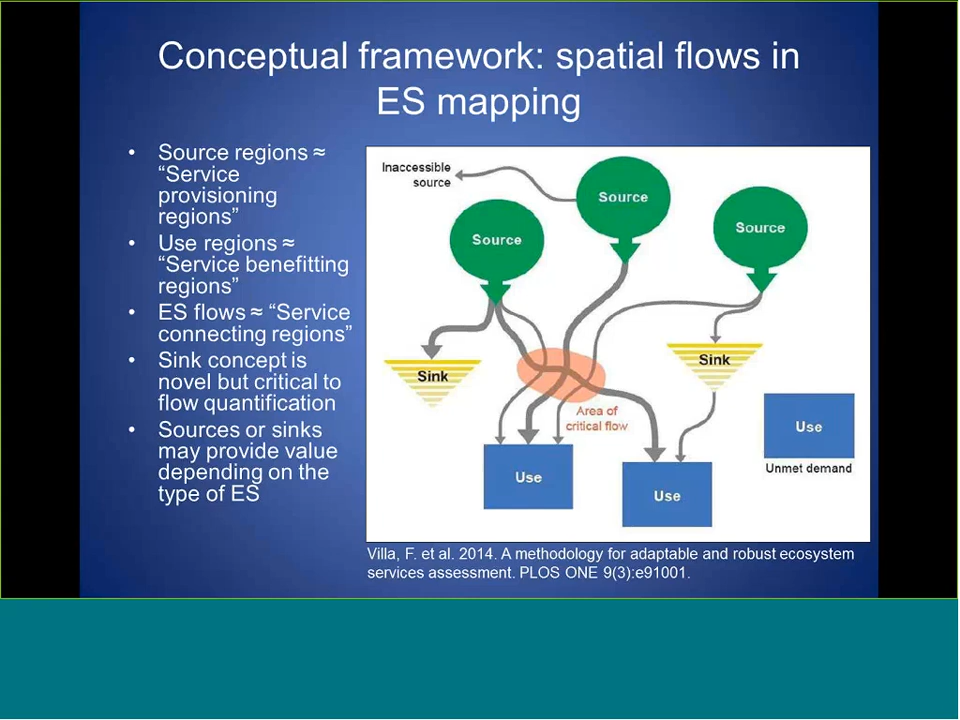 Conceptual framework: spatial flows in
ES mapping
• Source regions ≈
“Service
provisioning
regions”
• Use regions ≈
“Service benefitting
regions”
• ES flows ≈ “Service
connecting regions”
• Sink concept is
novel but critical to
flow quantification
• Sources or sinks
may provide value
depending on the
type of ES
Inaccessible
source
Source
Source
Source
Sink
Sink
Area of
critical flow
Use
Use
Use
Unmet demand
Villa, F. et al. 2014. A methodology for adaptable and robust ecosystem
services assessment. PLOS ONE 9(3):e91001.